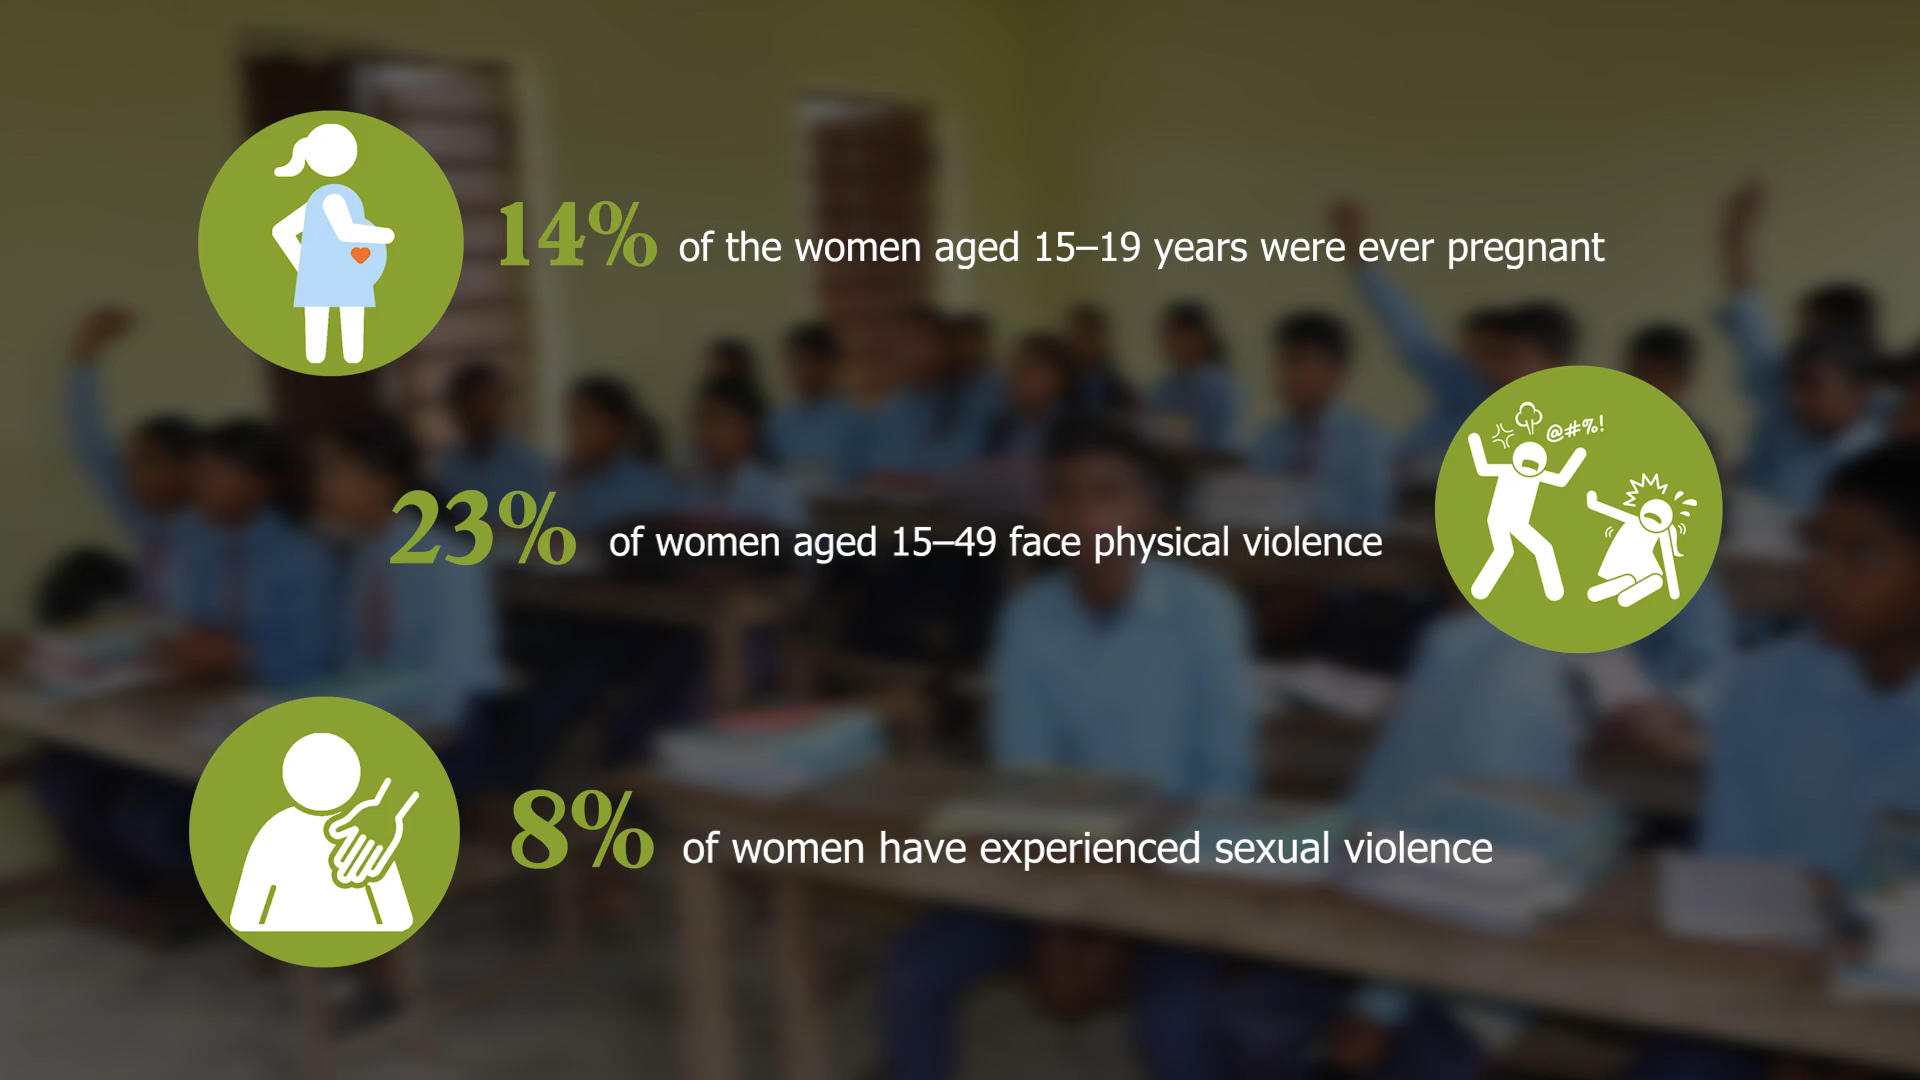 14% of the women aged 15–19 years were ever pregnant
@#%!
23% of women aged 15–49 face physical violence
8% of women have experienced sexual violence